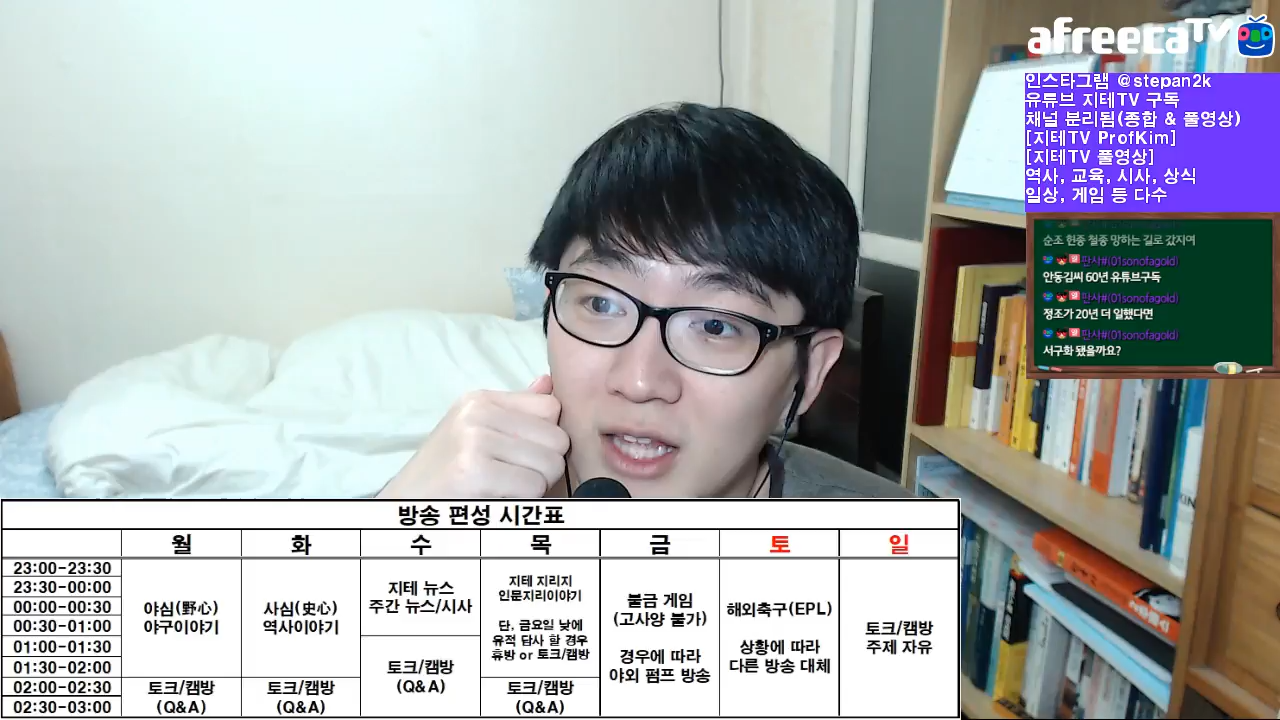 afreecaTV
인스타그램 @stepan2k
유튜브 지테TV 구독
채널 분리됨(종합 & 풀영상)
[지테TV ProfKim]
[지테TV 풀영상]
역사, 교육, 시사, 상식
일상, 게임 등 다수
순조 헌종 철종 망하는 길로 갔지여
판사#(01sonofagold)
안동김씨 60년 유튜브구독
판사#(01sonofagold)
정조가 20년 더 일했다면
판사#(01sonofagold)
서구화 됐을까요?
방송 편성 시간표
월 화 수 목 금 토 일
23:00-23:30
23:30-00:00
00:00-00:30
00:30-01:00
01:00-01:30
01:30-02:00
02:00-02:30
02:30-03:00
야심(野心)
야구이야기
토크/캠방
(Q&A)
사심(史心)
역사이야기
토크/캠방
(Q&A)
지테 뉴스
주간 뉴스/시사
토크/캠방
(Q&A)
지테 지리지
인문지리이야기
단, 금요일 낮에
유적 답사 할 경우
휴방 or 토크/캠방
토크/캠방
(Q&A)
불금 게임
(고사양 불가)
경우에 따라
야외 펌프 방송
해외축구(EPL)
상황에 따라
다른 방송 대체
토크/캠방
주제 자유